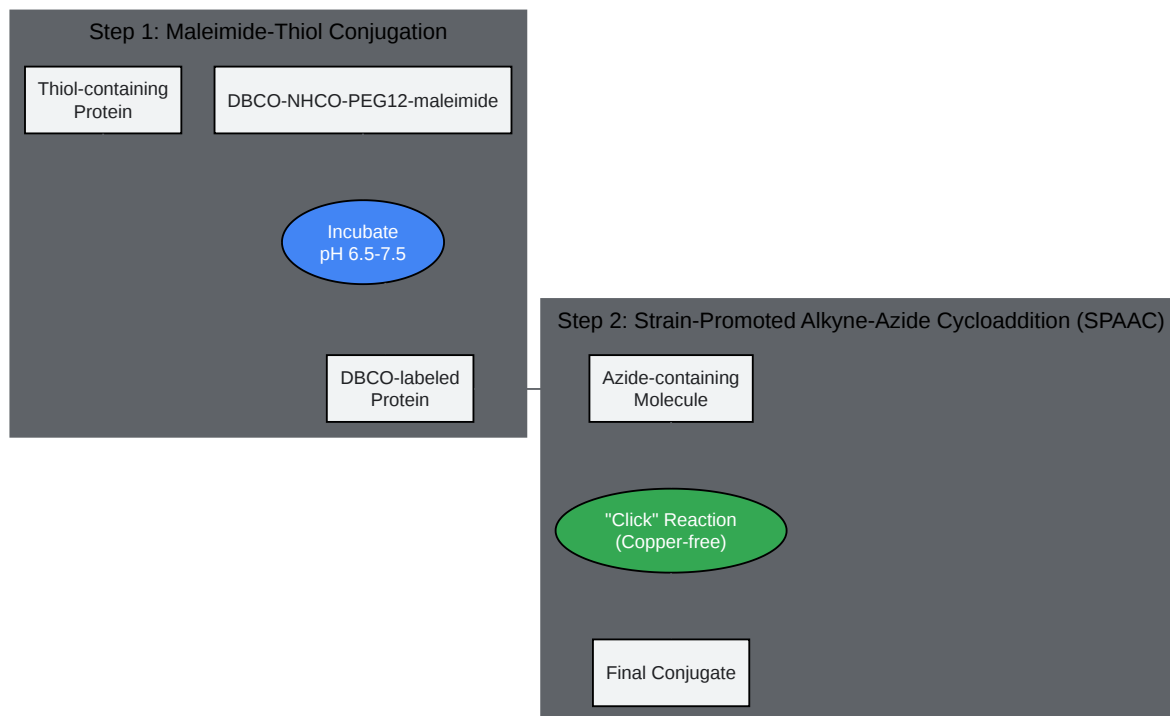 Step 1: Maleimide-Thiol Conjugation
Thiol-containing
Protein
DBCO-NHCO-PEG12-maleimide
Incubate
pH 6.5-7.5
DBCO-labeled
Protein
Step 2: Strain-Promoted Alkyne-Azide Cycloaddition (SPAAC)
Azide-containing
Molecule
"Click" Reaction
(Copper-free)
Final Conjugate